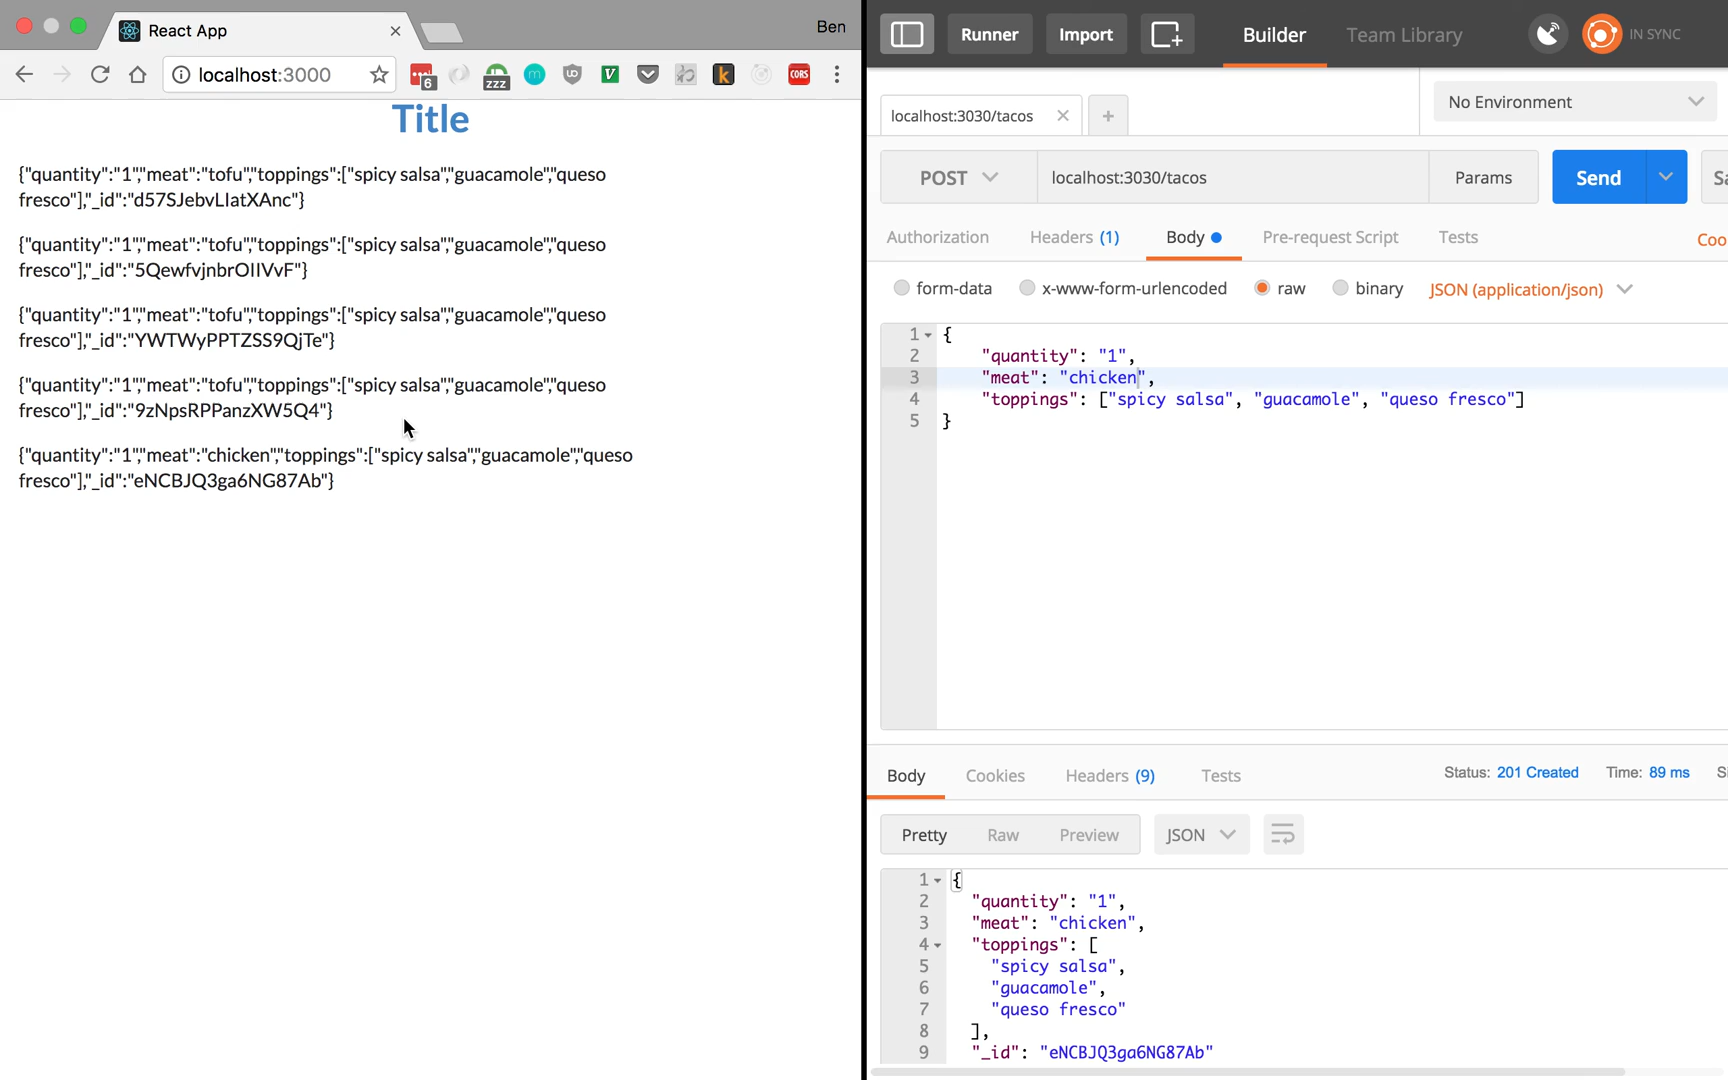 React App
Ben
localhost:3000
6
zzz
m
V
k
CORS
Title
{"quantity":"1","meat":"tofu","toppings":["spicy salsa","guacamole","queso
fresco"],"_id":"d57SJebvLlatXAnc"}
{"quantity":"1","meat":"tofu","toppings":["spicy salsa","guacamole","queso
fresco"],"_id":"5QewfvjnbrOIIVvF"}
{"quantity":"1","meat":"tofu","toppings":["spicy salsa","guacamole","queso
fresco"],"_id":"YWTWyPPTZSS9QjTe"}
{"quantity":"1","meat":"tofu","toppings":["spicy salsa","guacamole","queso
fresco"],"_id":"9zNpsRPPanzXW5Q4"}
{"quantity":"1","meat":"chicken","toppings":["spicy salsa","guacamole","queso
fresco"],"_id":"eNCBJQ3ga6NG87Ab"}
Runner Import Builder Team Library IN SYNC
localhost:3030/tacos
No Environment
POST localhost:3030/tacos Params Send
Authorization Headers (1) Body Pre-request Script Tests
form-data x-www-form-urlencoded raw binary JSON (application/json)
1 {
2 "quantity": "1",
3 "meat": "chicken",
4 "toppings": ["spicy salsa", "guacamole", "queso fresco"]
5 }
Body Cookies Headers (9) Tests Status: 201 Created Time: 89 ms
Pretty Raw Preview JSON
1 {
2 "quantity": "1",
3 "meat": "chicken",
4 "toppings": [
5 "spicy salsa",
6 "guacamole",
7 "queso fresco"
8 ],
9 "_id": "eNCBJQ3ga6NG87Ab"